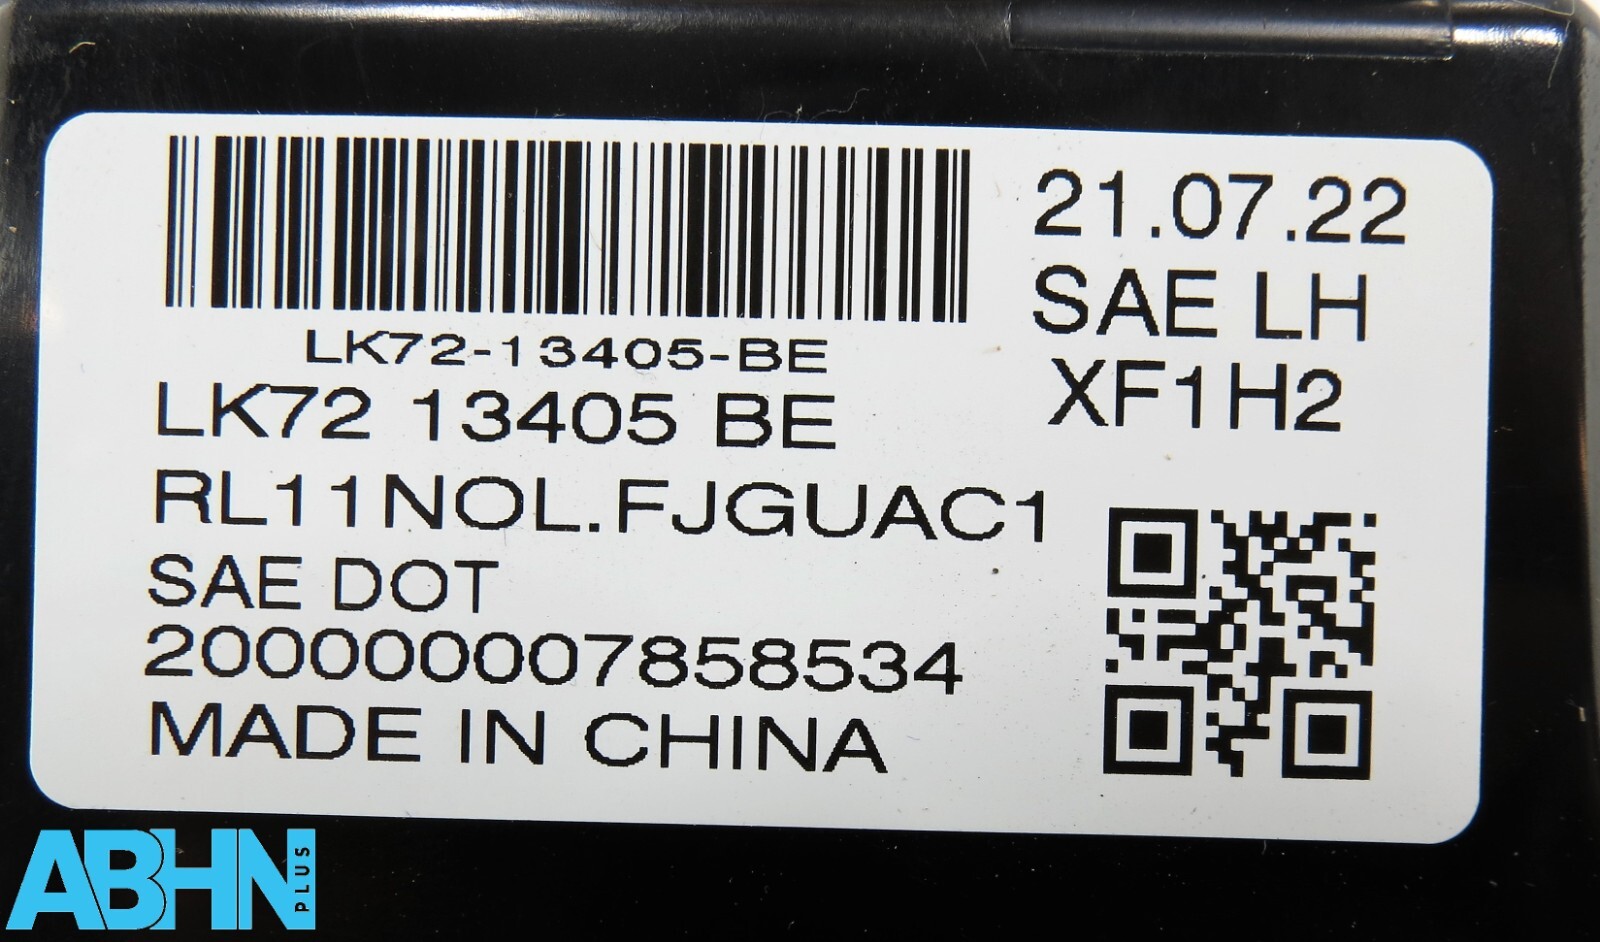 LK72-13405-BE
LK72 13405 BE
RL11NOL.FJGUAC1
SAE DOT
200000007858534
MADE IN CHINA
21.07.22
SAE LH
XF1H2
ABHN PLUS